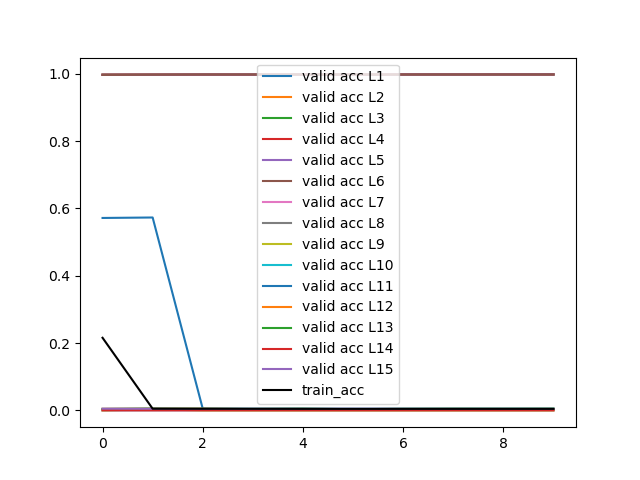 1.0
0.8
0.6
0.4
0.2
0.0
valid acc L1
valid acc L2
valid acc L3
valid acc L4
valid acc L5
valid acc L6
valid acc L7
valid acc L8
valid acc L9
valid acc L10
valid acc L11
valid acc L12
valid acc L13
valid acc L14
valid acc L15
train_acc
0 2 4 6 8